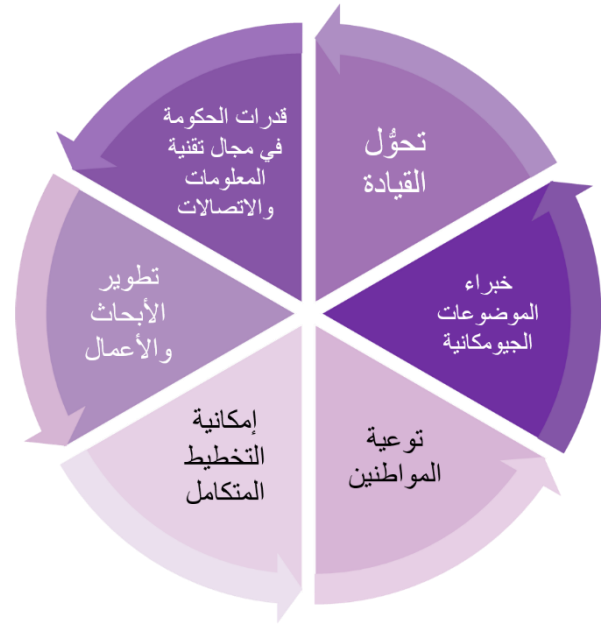 تحوُّل
القيادة
قدرات الحكومة
في مجال تقنية
المعلومات
والاتصالات
تطوير
الأبحاث
والأعمال
إمكانية
التخطيط
المتكامل
توعية
المواطنين
خبراء
الموضوعات
الجيومكانية